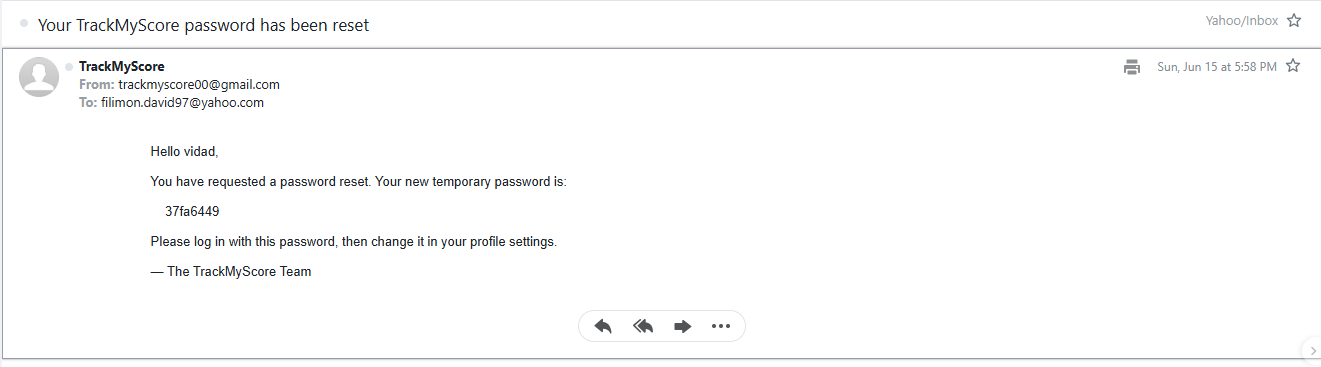 Your TrackMyScore password has been reset
Yahoo/Inbox
TrackMyScore
Sun, Jun 15 at 5:58 PM
From: trackmyscore00@gmail.com
To: filimon.david97@yahoo.com
Hello vidad,
You have requested a password reset. Your new temporary password is:
37fa6449
Please log in with this password, then change it in your profile settings.
— The TrackMyScore Team